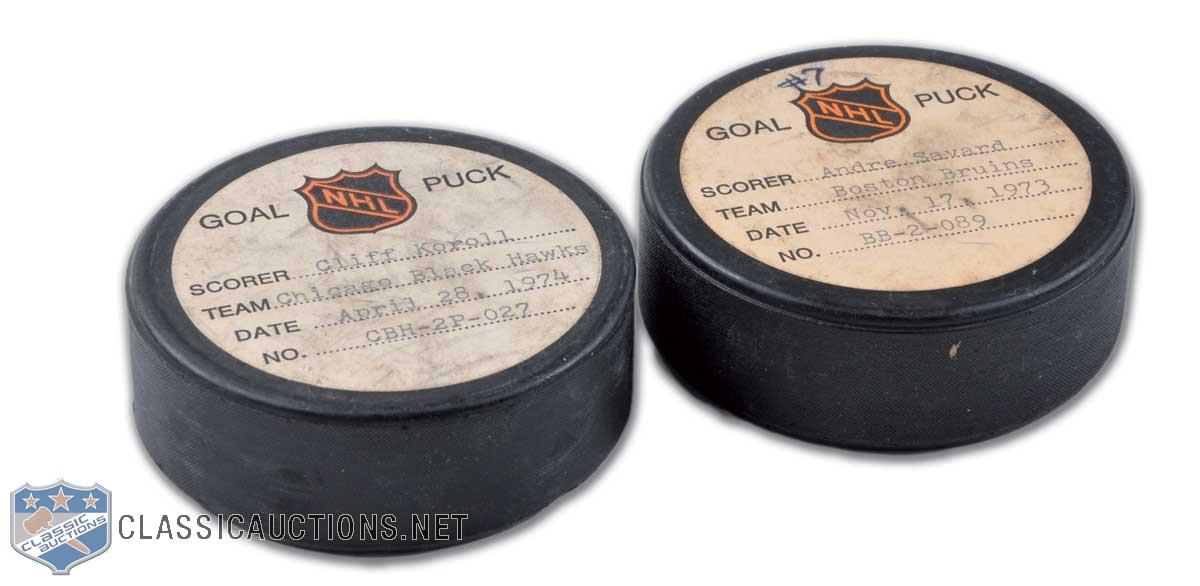 GOAL NHL PUCK
SCORER Cliff Koroll
TEAM Chicago Black Hawks
DATE April 28, 1974
NO. CBH-2P-027
#7
GOAL NHL PUCK
SCORER Andre Savard
TEAM Boston Bruins
DATE Nov. 17, 1973
NO. BB-2-089
CLASSIC AUCTIONS
CLASSICAUCTIONS.NET